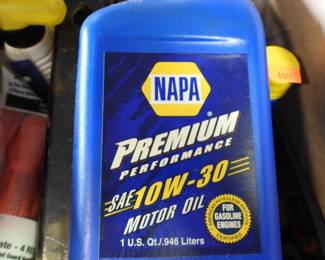 NAPA
PREMIUM
PERFORMANCE
SAE 10W-30
MOTOR OIL
FOR
GASOLINE
ENGINES
1 U.S. Qt./.946 Liters